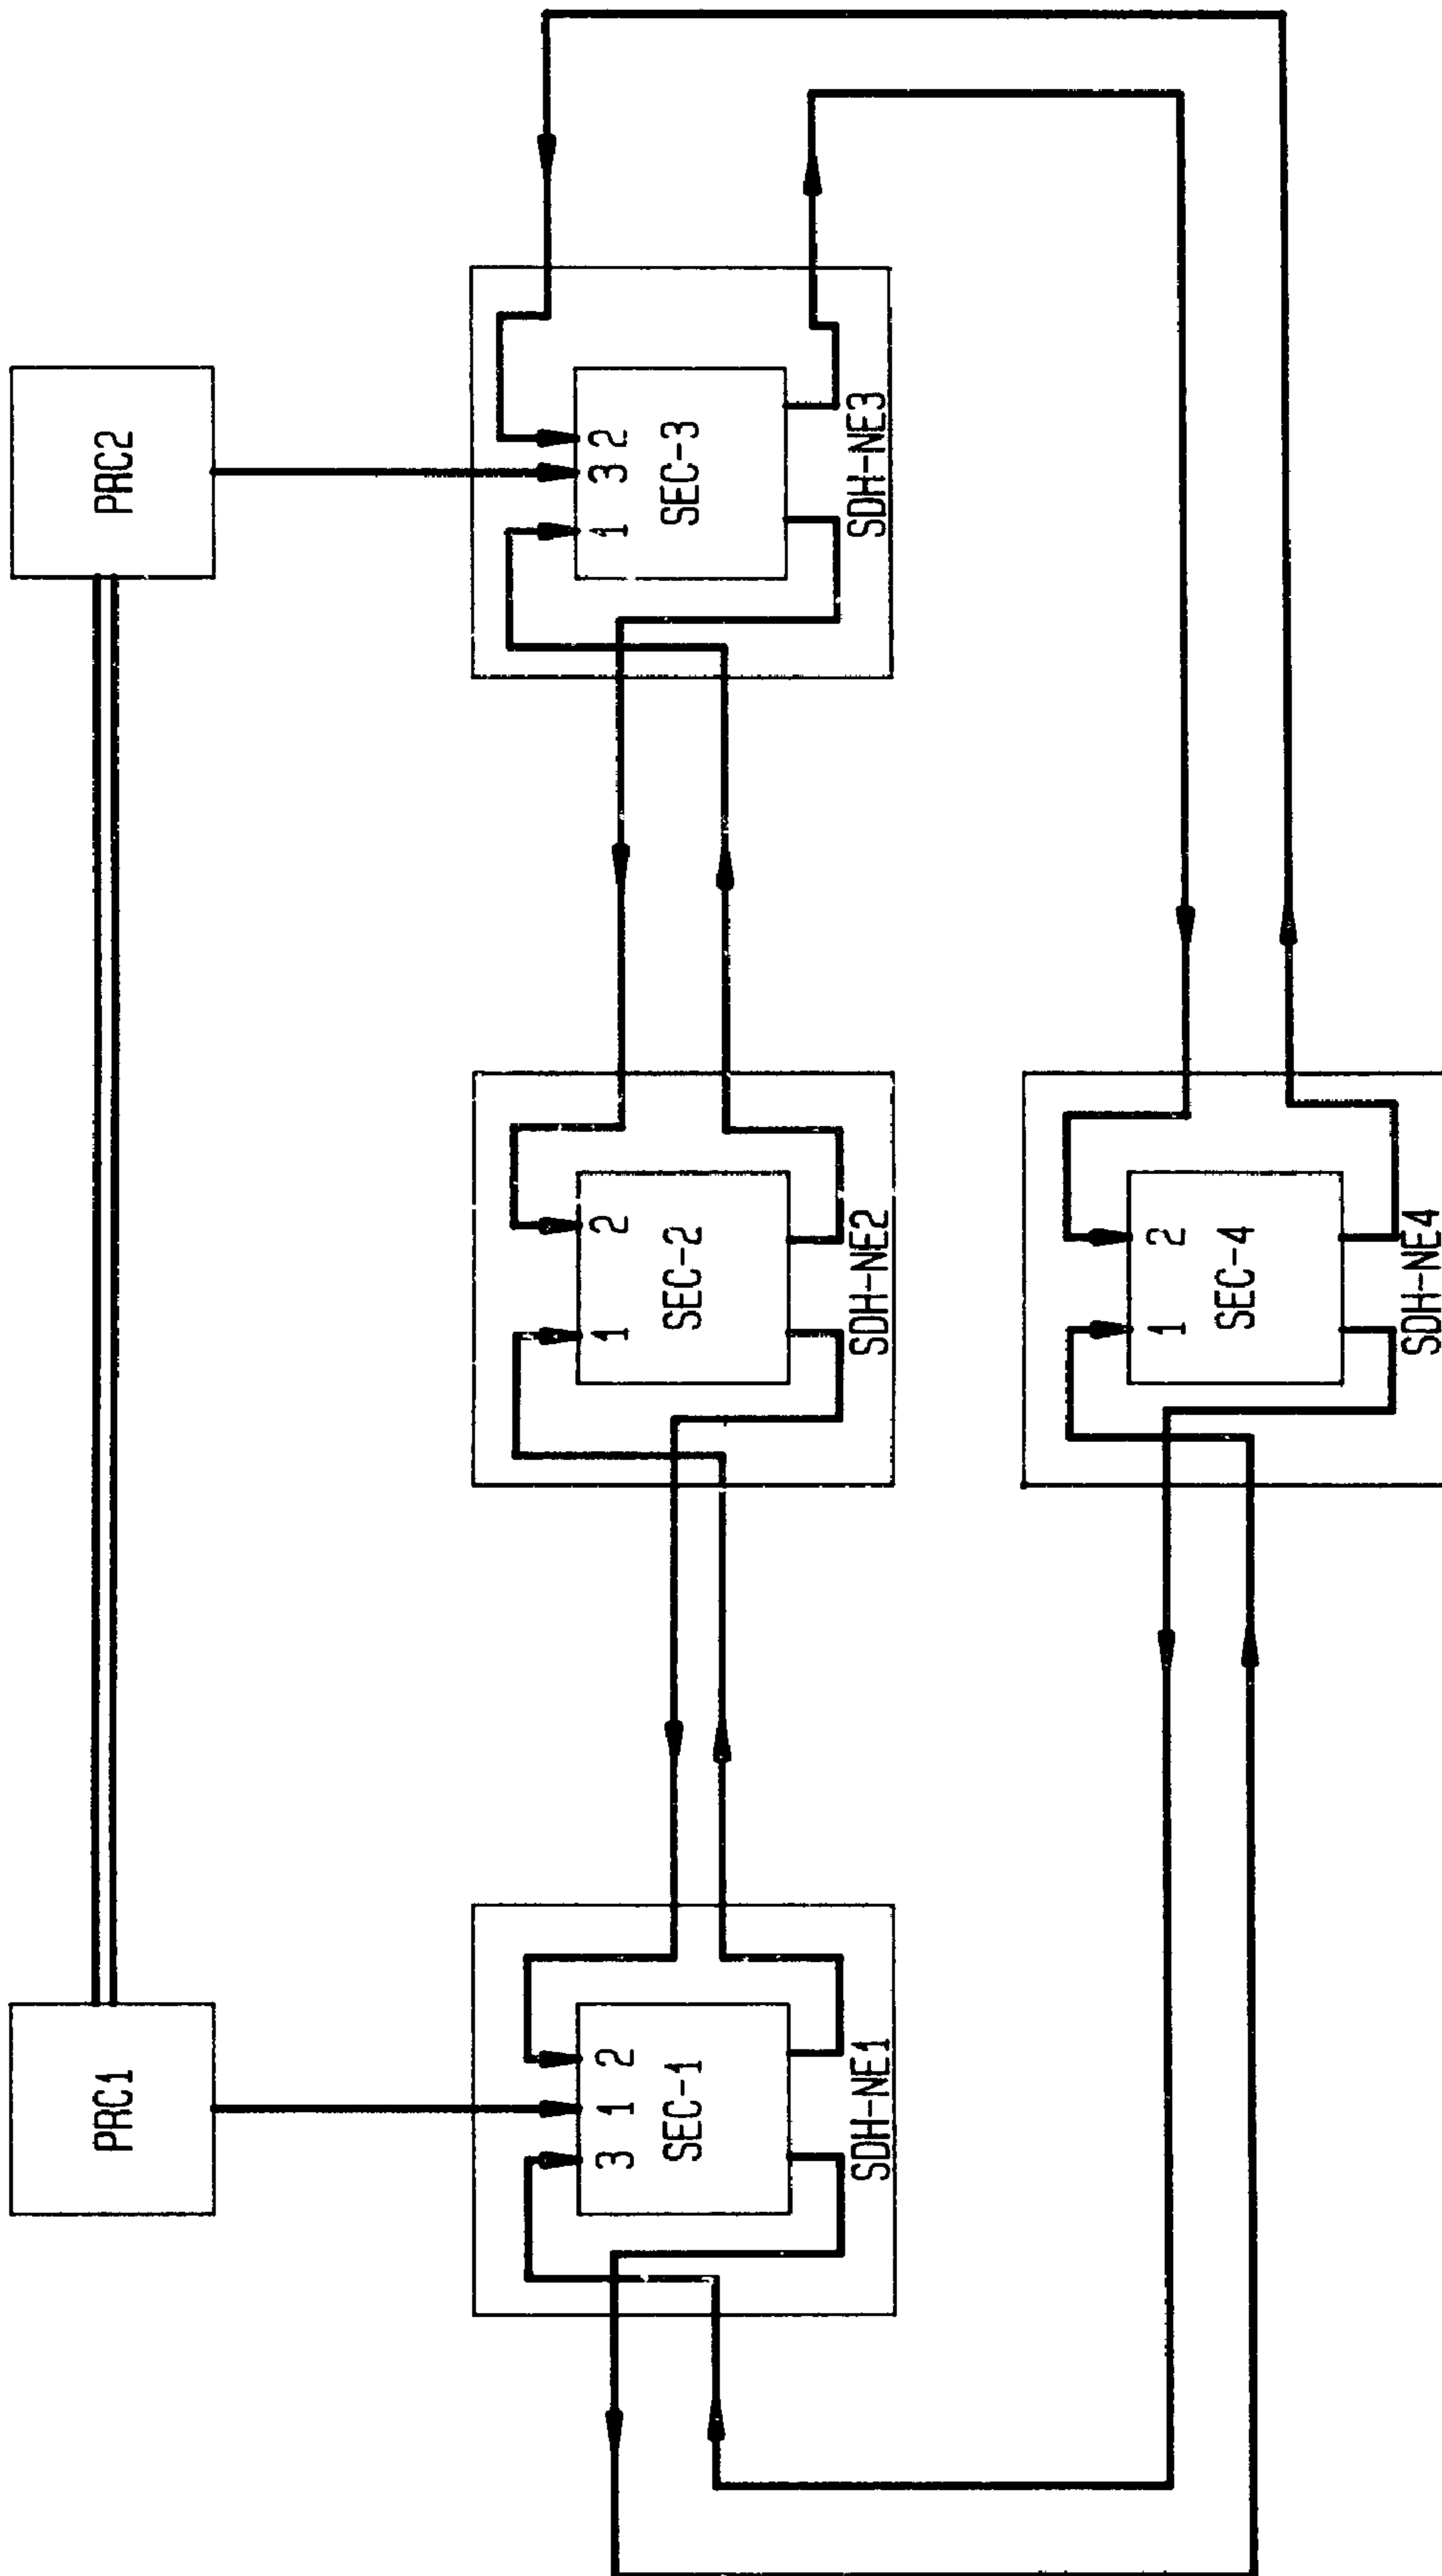 PRC1
PRC2
3 1 2
SEC-1
SDH-NE1
1 2
SEC-2
SDH-NE2
1 3 2
SEC-3
SDH-NE3
1 2
SEC-4
SDH-NE4